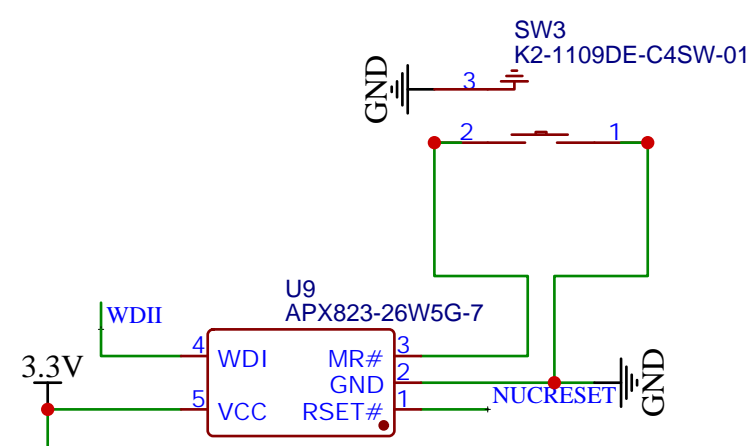 SW3
K2-1109DE-C4SW-01
GND
3
2
1
U9
APX823-26W5G-7
WDII
4
WDI
MR#
3
3.3V
GND
2
NUCRESET
GND
5
VCC
RSET#
1